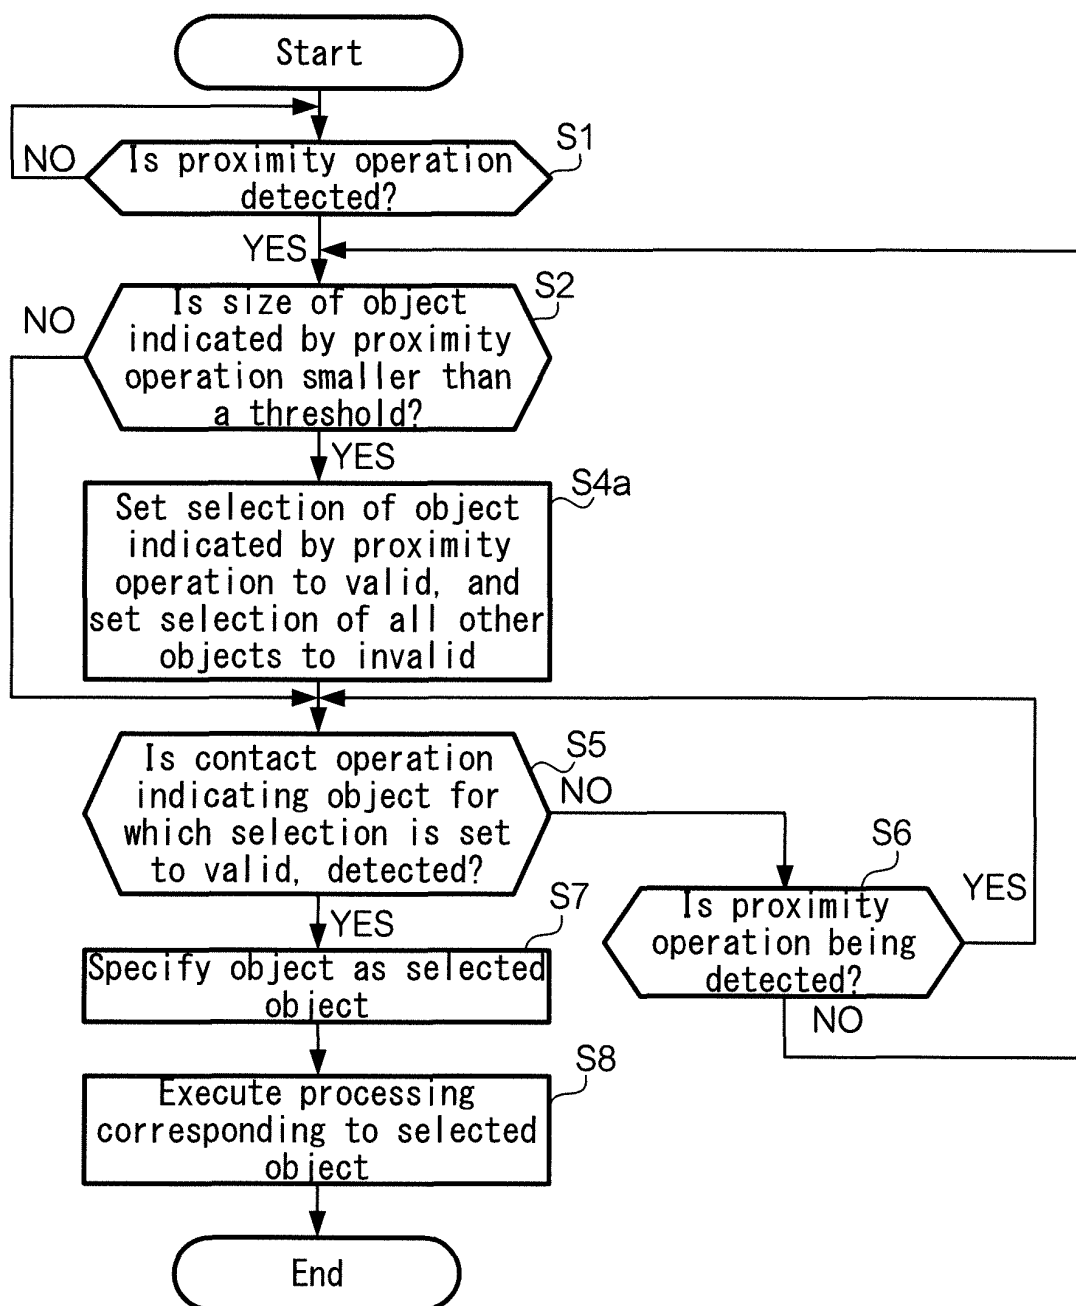 Start
S1
NO
Is proximity operation
detected?
YES
S2
NO
Is size of object
indicated by proximity
operation smaller than
a threshold?
YES
S4a
Set selection of object
indicated by proximity
operation to valid, and
set selection of all other
objects to invalid
S5
Is contact operation
indicating object for
which selection is set
to valid, detected?
NO
S6
Is proximity
operation being
detected?
YES
NO
YES
S7
Specify object as selected
object
S8
Execute processing
corresponding to selected
object
End